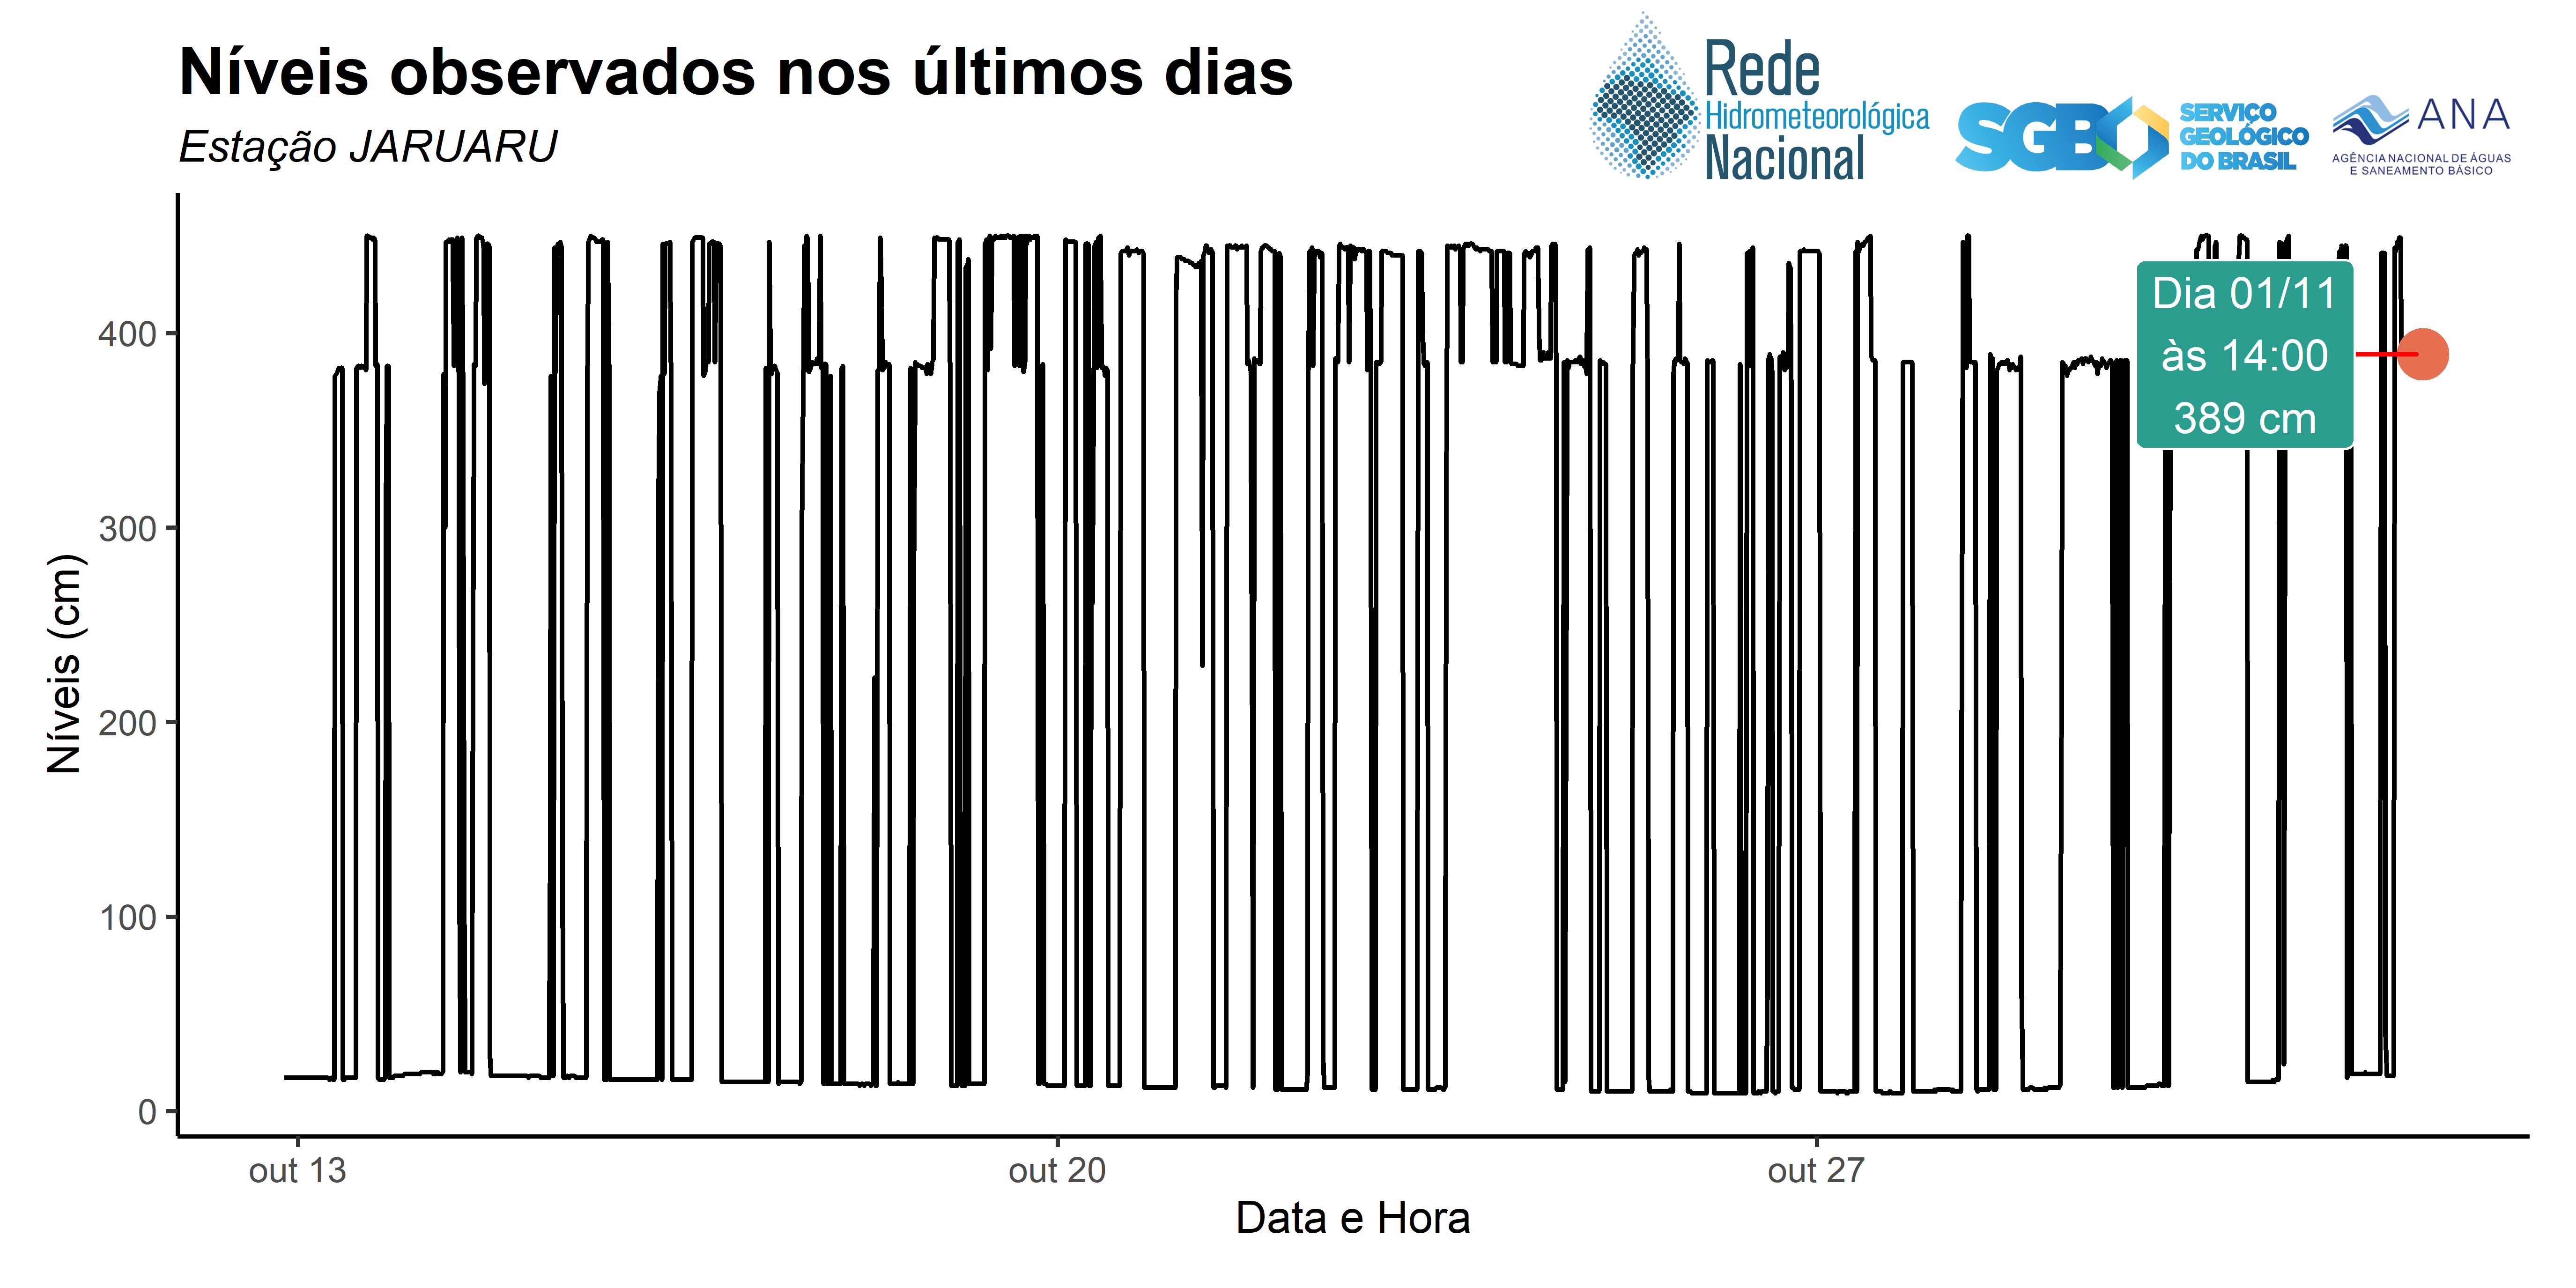 Níveis observados nos últimos dias
Estação JARUARU
Rede
Hidrometeorológica
Nacional
SGB
SERVIÇO
GEOLÓGICO
DO BRASIL
ANA
AGÊNCIA NACIONAL DE ÁGUAS
E SANEAMENTO BÁSICO
Dia 01/11
às 14:00
389 cm
Níveis (cm)
400
300
200
100
0
out 13
out 20
out 27
Data e Hora